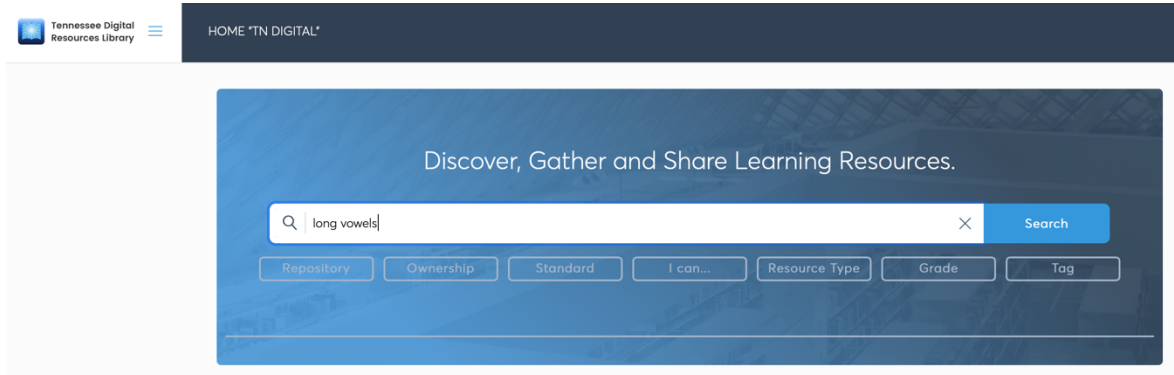 Tennessee Digital
Resources Library
HOME "TN DIGITAL"
Discover, Gather and Share Learning Resources.
long vowels
Search
Repository Ownership Standard I can... Resource Type Grade Tag